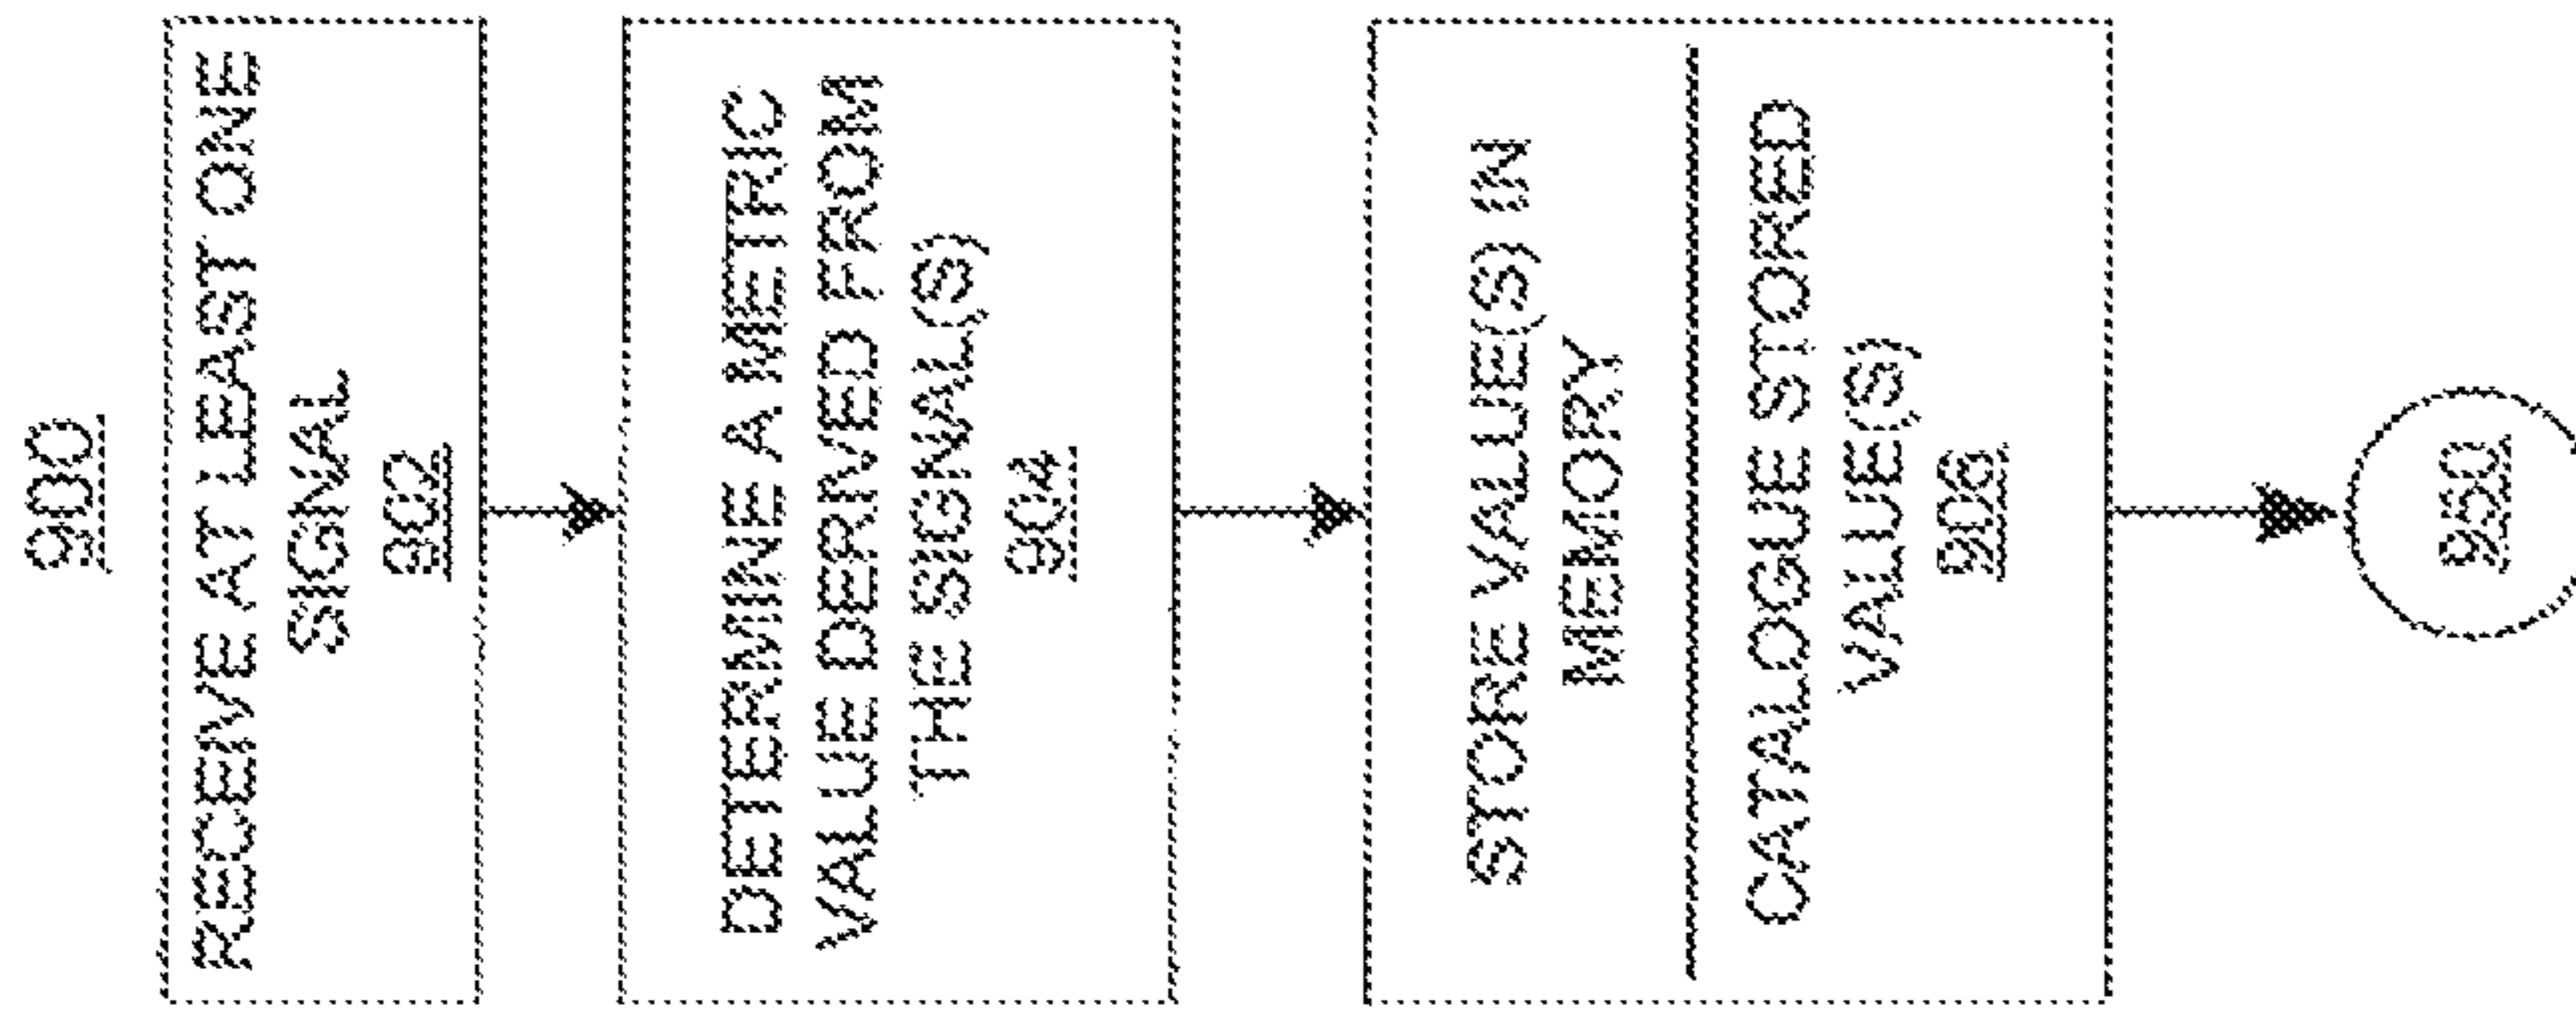 900
RECEIVE AT LEAST ONE
SIGNAL
902
DETERMINE A METRIC
VALUE DERIVED FROM
THE SIGNAL(S)
904
STORE VALUE(S) IN
MEMORY
CATALOGUE STORED
VALUE(S)
906
950